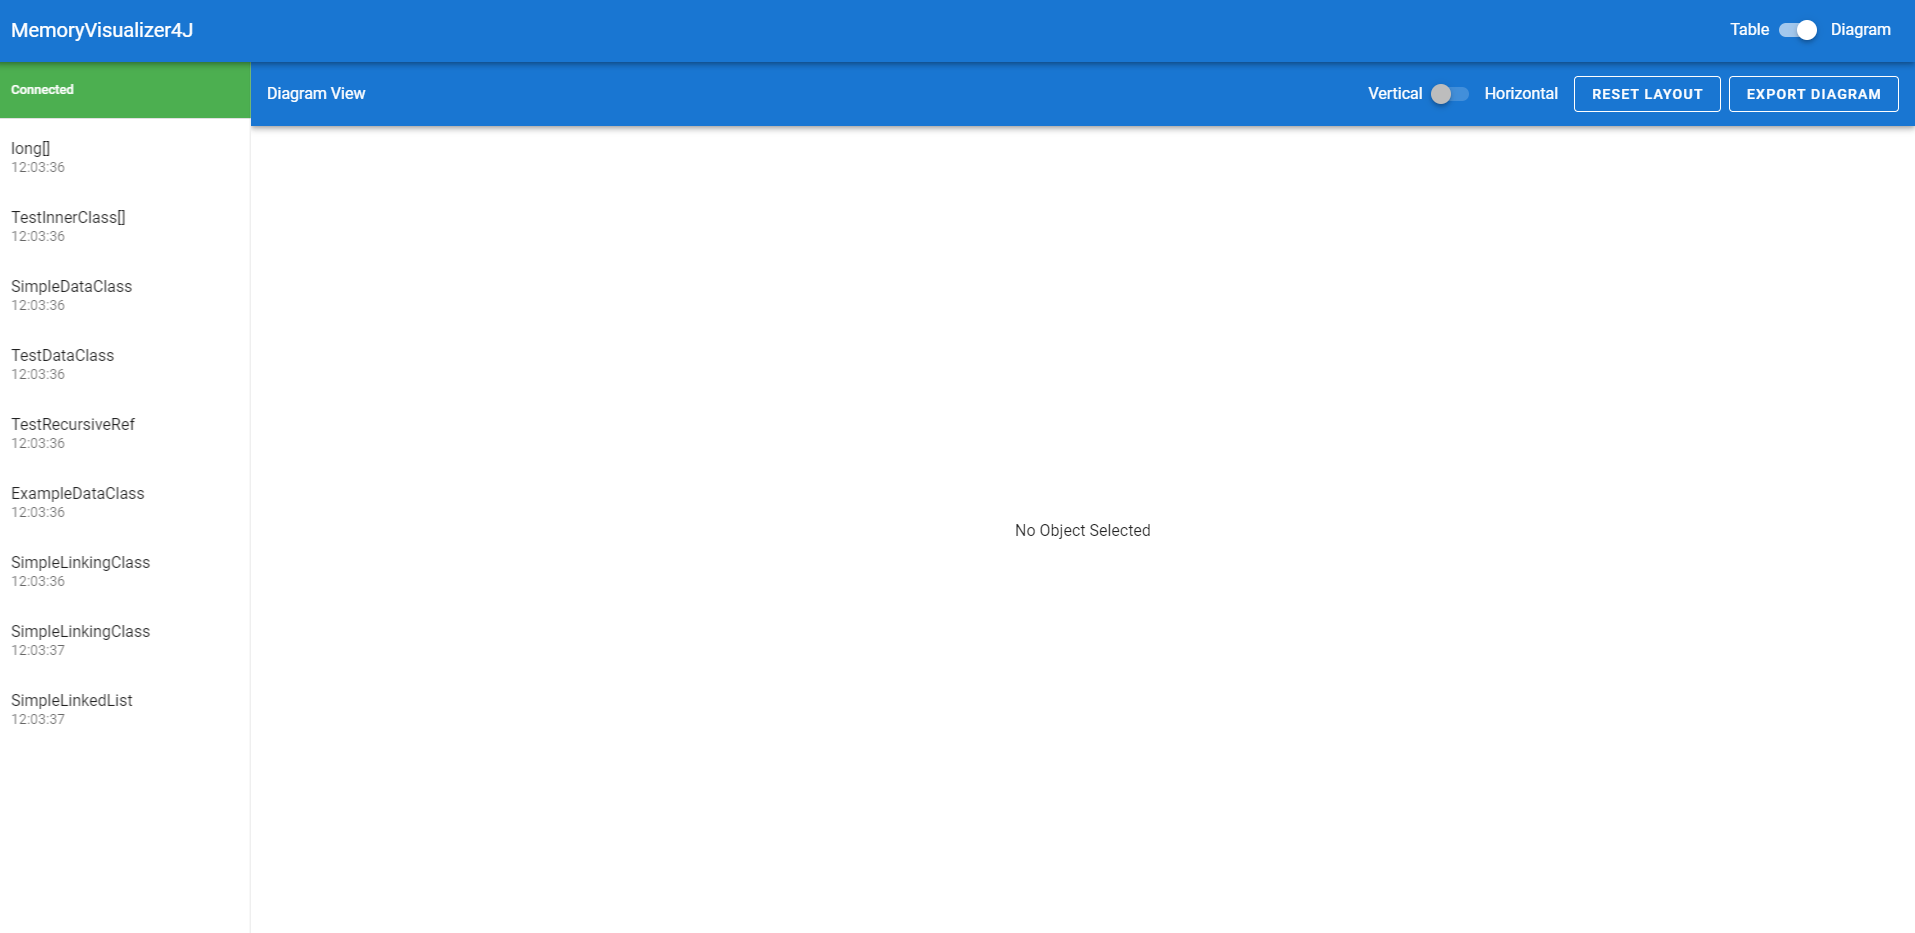 MemoryVisualizer4J
Table Diagram
Connected
Diagram View
Vertical Horizontal RESET LAYOUT EXPORT DIAGRAM
long[]
12:03:36
TestInnerClass[]
12:03:36
SimpleDataClass
12:03:36
TestDataClass
12:03:36
TestRecursiveRef
12:03:36
ExampleDataClass
12:03:36
SimpleLinkingClass
12:03:36
SimpleLinkingClass
12:03:37
SimpleLinkedList
12:03:37
No Object Selected